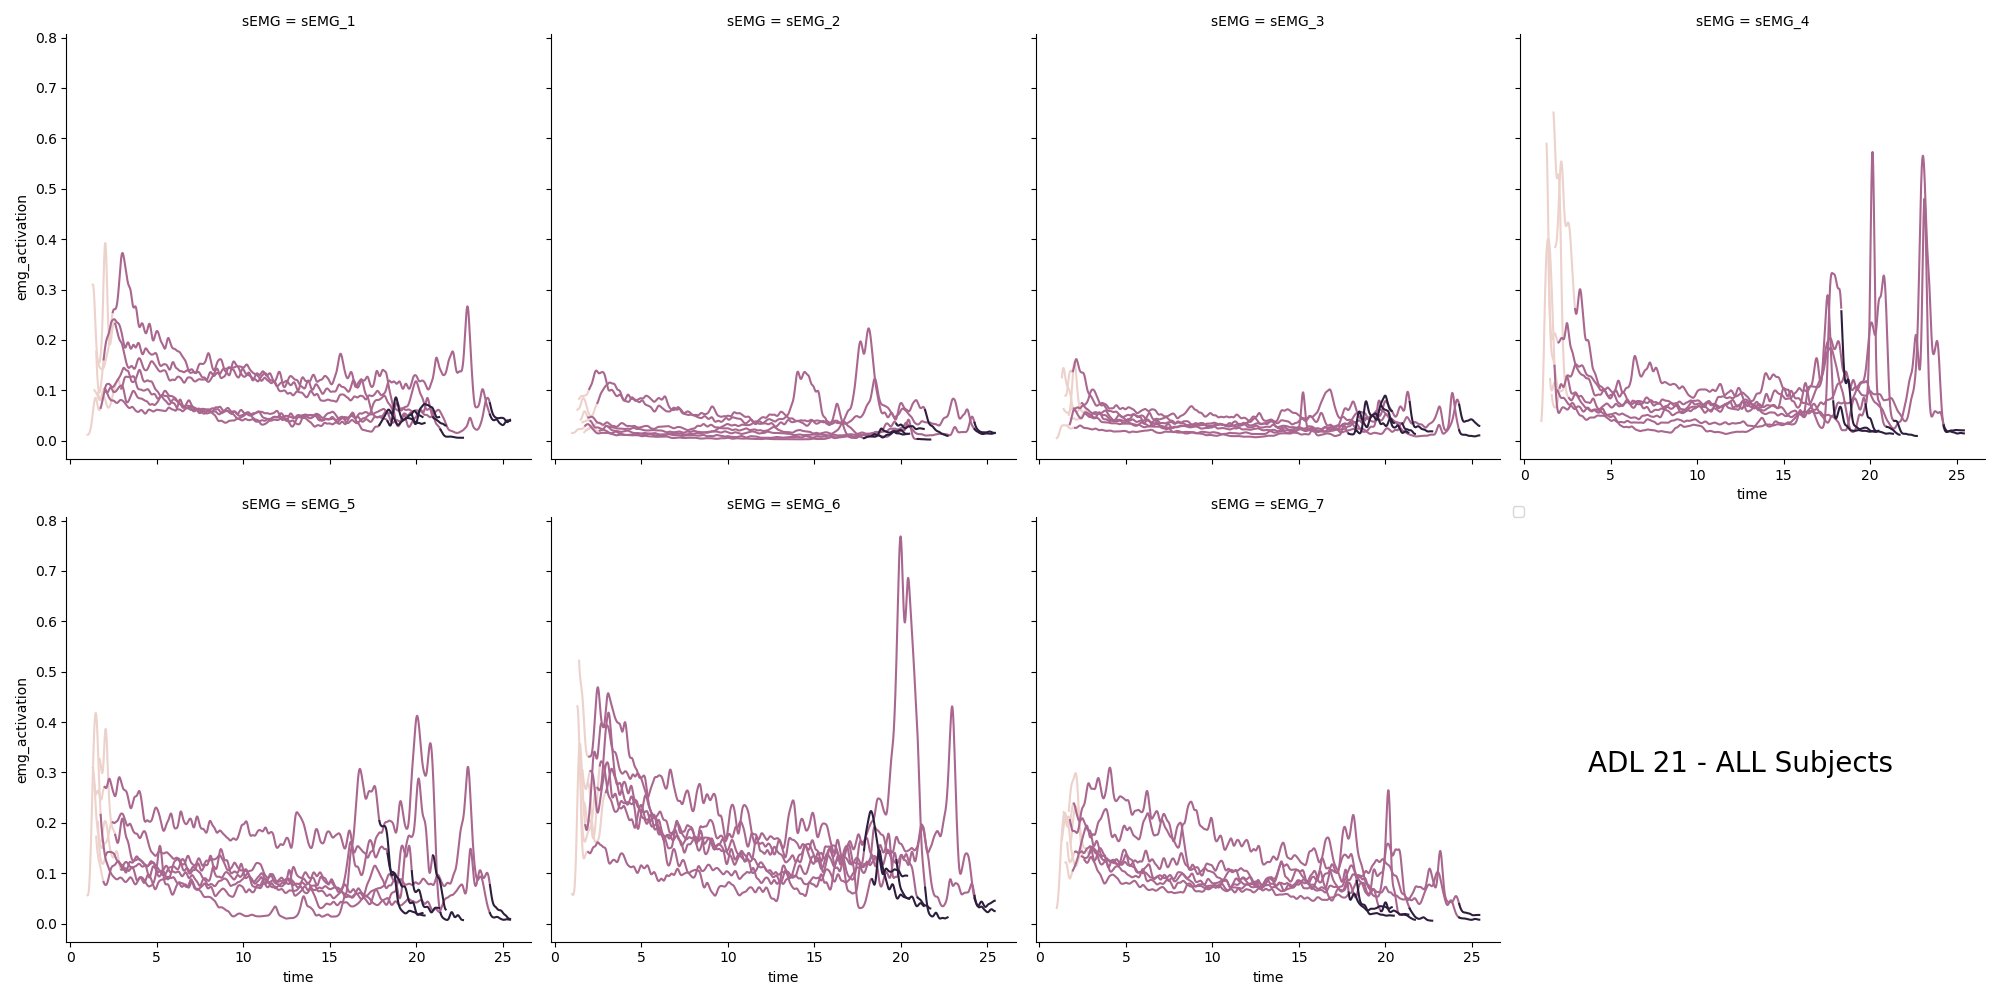 sEMG = sEMG_1
sEMG = sEMG_2
sEMG = sEMG_3
sEMG = sEMG_4
0.8
0.7
0.6
0.5
0.4
0.3
0.2
0.1
0.0
emg_activation
0 5 10 15 20 25
time
sEMG = sEMG_5
sEMG = sEMG_6
sEMG = sEMG_7
0.8
0.7
0.6
0.5
0.4
0.3
0.2
0.1
0.0
emg_activation
ADL 21 - ALL Subjects
0 5 10 15 20 25
0 5 10 15 20 25
0 5 10 15 20 25
time
time
time